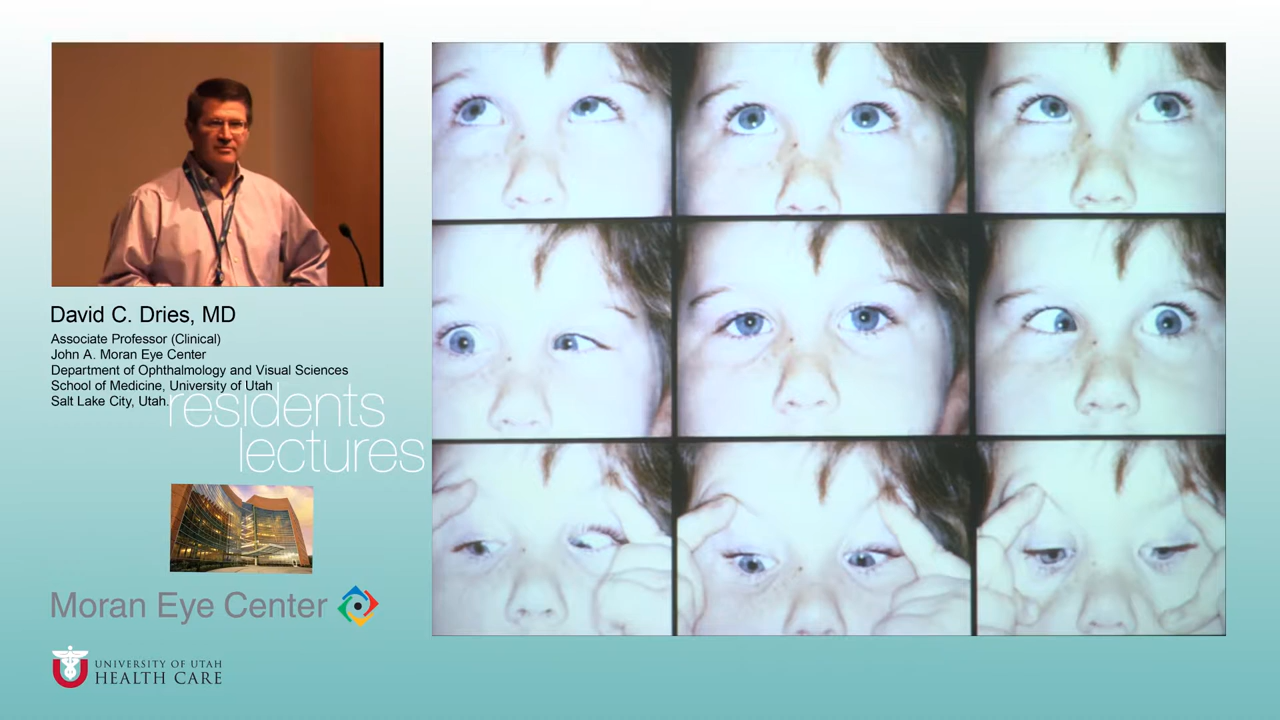 David C. Dries, MD
Associate Professor (Clinical)
John A. Moran Eye Center
Department of Ophthalmology and Visual Sciences
School of Medicine, University of Utah
Salt Lake City, Utah.
residents
lectures
Moran Eye Center
UNIVERSITY OF UTAH
HEALTH CARE